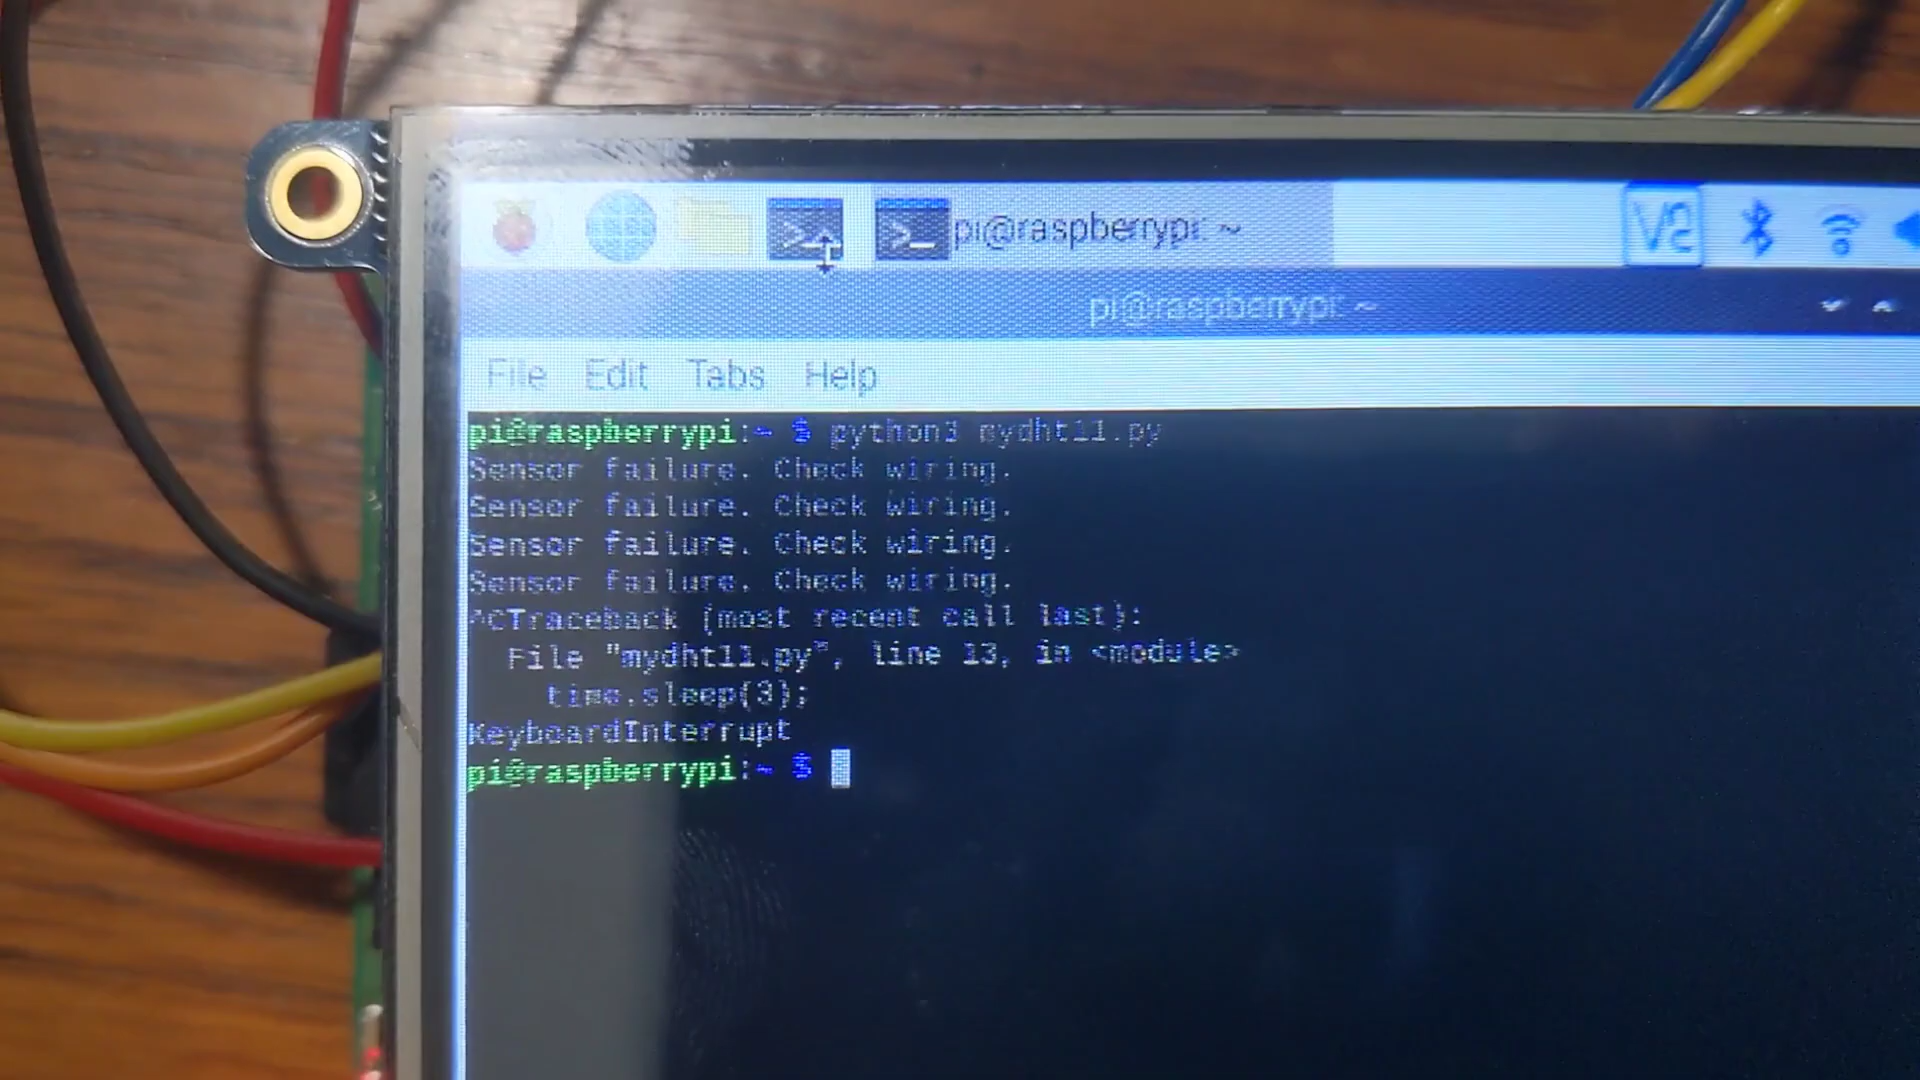 >_ >_ pi@raspberrypi: ~ V2
pi@raspberrypi: ~
File Edit Tabs Help
pi@raspberrypi:~ $ python3 mydht11.py
Sensor failure. Check wiring.
Sensor failure. Check wiring.
Sensor failure. Check wiring.
Sensor failure. Check wiring.
^CTraceback (most recent call last):
File "mydht11.py", line 13, in <module>
time.sleep(3);
KeyboardInterrupt
pi@raspberrypi:~ $